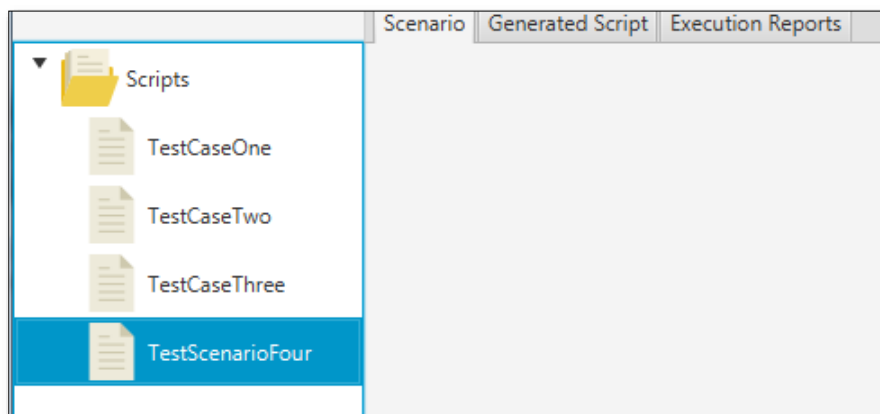 Scenario Generated Script Execution Reports
Scripts
TestCaseOne
TestCaseTwo
TestCaseThree
TestScenarioFour